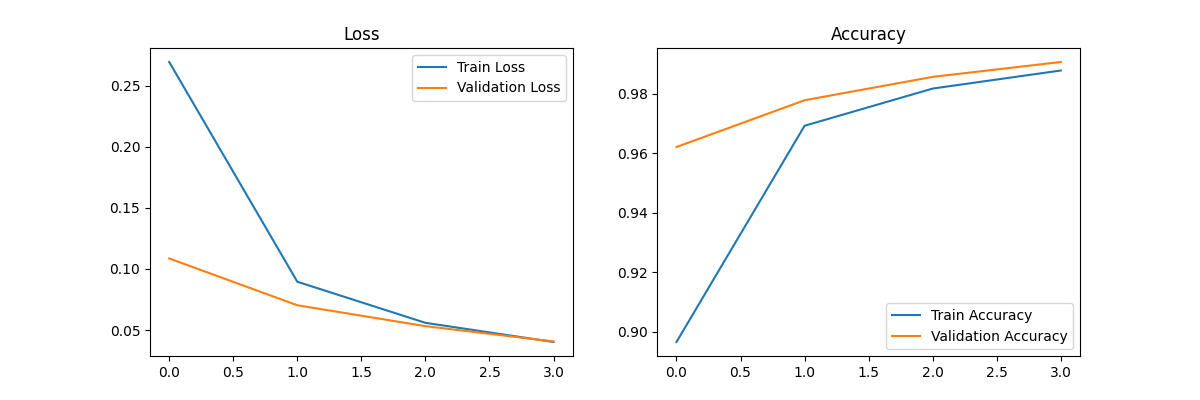 Loss
Train Loss
Validation Loss
0.25
0.20
0.15
0.10
0.05
0.0 0.5 1.0 1.5 2.0 2.5 3.0
Accuracy
0.98
0.96
0.94
0.92
0.90
Train Accuracy
Validation Accuracy
0.0 0.5 1.0 1.5 2.0 2.5 3.0